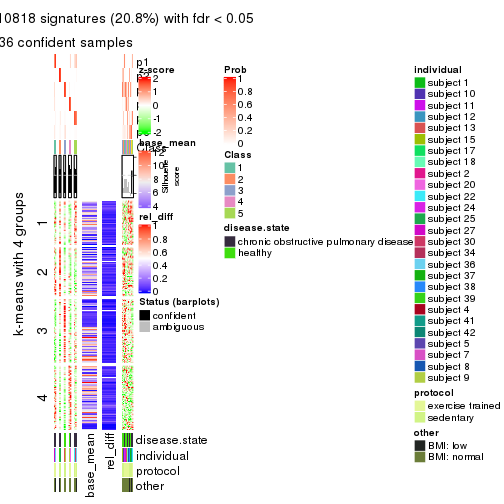 10818 signatures (20.8%) with fdr < 0.05
36 confident samples
p1
z-score
2
1
0
-1
-2
base_mean
12
10
8
6
4
Silhouette
score
rel_diff
1
0.8
0.6
0.4
0.2
0
Status (barplots)
confident
ambiguous
Prob
1
0.8
0.6
0.4
0.2
0
Class
1
2
3
4
5
disease.state
chronic obstructive pulmonary disease
healthy
individual
subject 1
subject 10
subject 11
subject 12
subject 13
subject 15
subject 17
subject 18
subject 2
subject 20
subject 22
subject 24
subject 25
subject 27
subject 30
subject 34
subject 36
subject 37
subject 38
subject 39
subject 4
subject 41
subject 42
subject 5
subject 7
subject 8
subject 9
protocol
exercise trained
sedentary
other
BMI: low
BMI: normal
k-means with 4 groups
1
2
3
4
base_mean
rel_diff
disease.state
individual
protocol
other